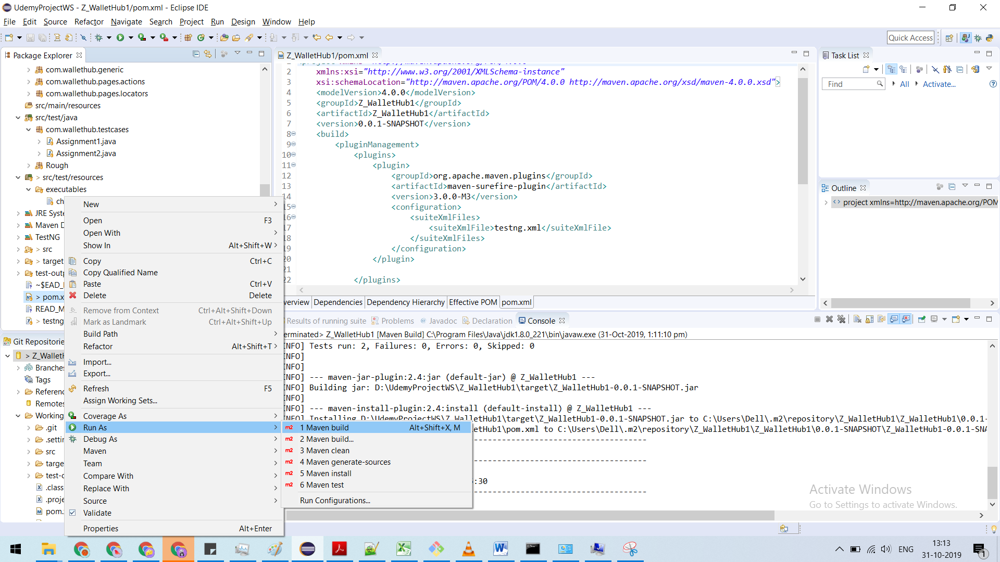 UdemyProjectWS - Z_WalletHub1/pom.xml - Eclipse IDE
File Edit Source Refactor Navigate Search Project Run Design Window Help
Quick Access
Package Explorer
com.wallethub.generic
com.wallethub.pages.actions
com.wallethub.pages.locators
src/main/resources
src/test/java
com.wallethub.testcases
Assignment1.java
Assignment2.java
Rough
> src/test/resources
executables
ch
JRE Syste
Maven D
TestNG
> src
> target
test-outp
~$EAD_
> pom.x
READ_M
> testng
Git Repositorie
> Z_WalletH
Branches
Tags
Referenc
Remotes
Working
.git
.settin
src
targe
test-o
.class
.proje
pom.
New
Open F3
Open With
Show In Alt+Shift+W
Copy Ctrl+C
Copy Qualified Name
Paste Ctrl+V
Delete Delete
Remove from Context Ctrl+Alt+Shift+Down
Mark as Landmark Ctrl+Alt+Shift+Up
Build Path
Refactor Alt+Shift+T
Import...
Export...
Refresh F5
Assign Working Sets...
Coverage As
Run As
Debug As
Maven
Team
Compare With
Replace With
Source
Validate
Properties Alt+Enter
1 Maven build Alt+Shift+X, M
2 Maven build...
3 Maven clean
4 Maven generate-sources
5 Maven install
6 Maven test
Run Configurations...
Z_WalletHub1/pom.xml
2 xmlns:xsi="http://www.w3.org/2001/XMLSchema-instance"
3 xsi:schemaLocation="http://maven.apache.org/POM/4.0.0 http://maven.apache.org/xsd/maven-4.0.0.xsd">
4 <modelVersion>4.0.0</modelVersion>
5 <groupId>Z_WalletHub1</groupId>
6 <artifactId>Z_WalletHub1</artifactId>
7 <version>0.0.1-SNAPSHOT</version>
8 <build>
9 <pluginManagement>
10 <plugins>
11 <plugin>
12 <groupId>org.apache.maven.plugins</groupId>
13 <artifactId>maven-surefire-plugin</artifactId>
14 <version>3.0.0-M3</version>
15 <configuration>
16 <suiteXmlFiles>
17 <suiteXmlFile>testng.xml</suiteXmlFile>
18 </suiteXmlFiles>
19 </configuration>
20 </plugin>
21
22 </plugins>
verview Dependencies Dependency Hierarchy Effective POM pom.xml
Results of running suite Problems @ Javadoc Declaration Console
erminated> Z_WalletHub1 [Maven Build] C:\Program Files\Java\jdk1.8.0_221\bin\javaw.exe (31-Oct-2019, 1:11:10 pm)
INFO] Tests run: 2, Failures: 0, Errors: 0, Skipped: 0
INFO]
INFO]
INFO] --- maven-jar-plugin:2.4:jar (default-jar) @ Z_WalletHub1 ---
INFO] Building jar: D:\UdemyProjectWS\Z_WalletHub1\target\Z_WalletHub1-0.0.1-SNAPSHOT.jar
INFO]
INFO] --- maven-install-plugin:2.4:install (default-install) @ Z_WalletHub1 ---
INFO] Installing D:\UdemyProjectWS\Z_WalletHub1\target\Z_WalletHub1-0.0.1-SNAPSHOT.jar to C:\Users\Dell\.m2\repository\Z_WalletHub1\Z_WalletHub1\0.0.1-
letHub1\pom.xml to C:\Users\Dell\.m2\repository\Z_WalletHub1\Z_WalletHub1\0.0.1-SNAPSHOT\Z_WalletHub1-0.0.1-SNA
-------------------------------------
-------------------------------------
:30
-------------------------------------
Task List
Find All Activate...
Outline
project xmlns=http://maven.apache.org/POM
Activate Windows
Go to Settings to activate Windows.
ENG
13:13
31-10-2019
1